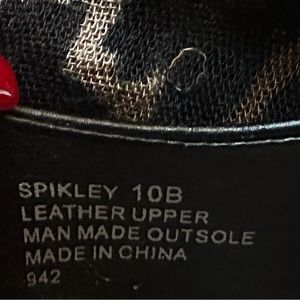 SPIKLEY 10B
LEATHER UPPER
MAN MADE OUTSOLE
MADE IN CHINA
942